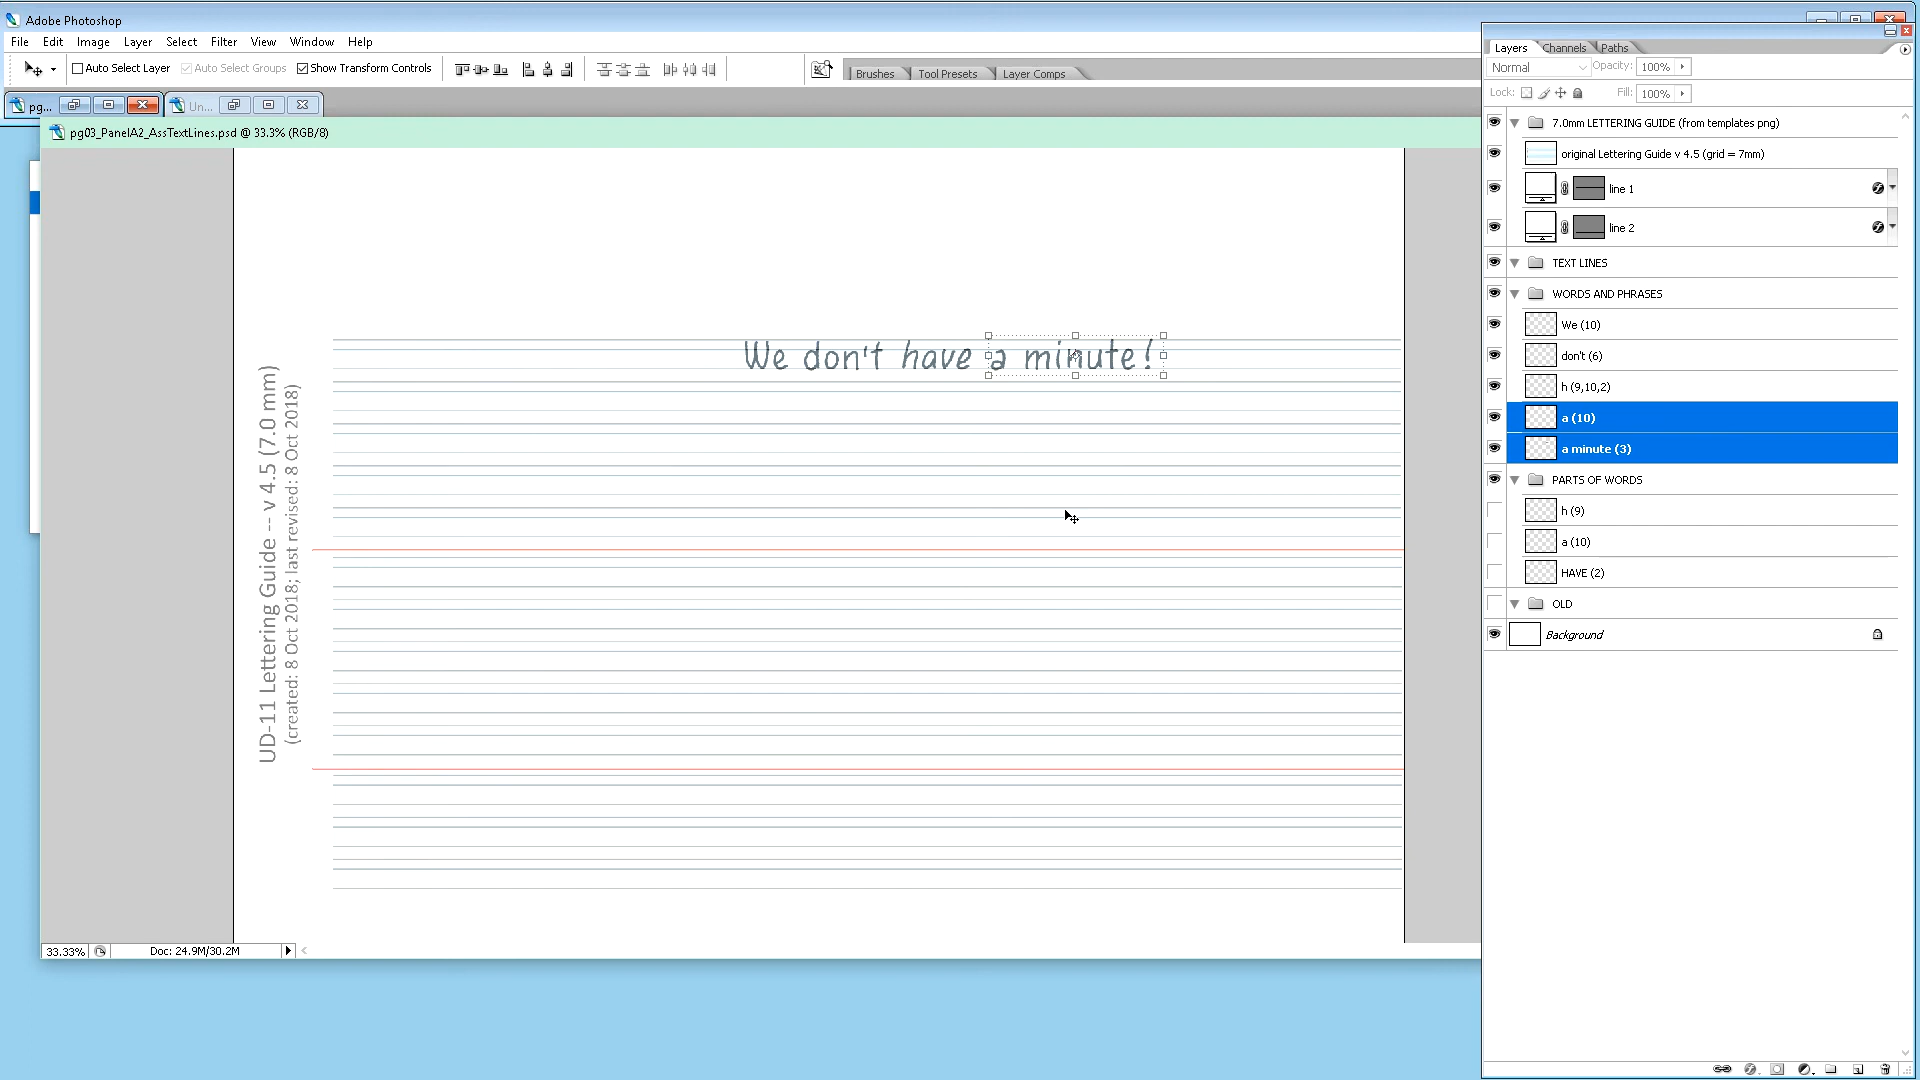 Adobe Photoshop
File Edit Image Layer Select Filter View Window Help
Auto Select Layer Auto Select Groups Show Transform Controls Brushes Tool Presets Layer Comps
pg... Un...
pg03_PanelA2_AssTextLines.psd @ 33.3% (RGB/8)
We don't have a minute!
UD-11 Lettering Guide -- v 4.5 (7.0 mm)
(created: 8 Oct 2018; last revised: 8 Oct 2018)
33.33% Doc: 24.9M/30.2M
Layers Channels Paths
Normal Opacity: 100%
Lock: Fill: 100%
7.0mm LETTERING GUIDE (from templates png)
original Lettering Guide v 4.5 (grid = 7mm)
line 1
line 2
TEXT LINES
WORDS AND PHRASES
We (10)
don't (6)
h (9,10,2)
a (10)
a minute (3)
PARTS OF WORDS
h (9)
a (10)
HAVE (2)
OLD
Background